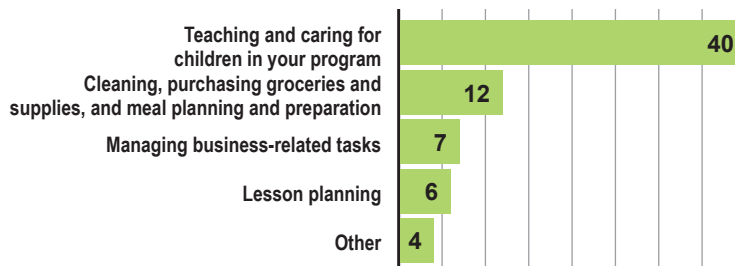 Teaching and caring for
children in your program
40
Cleaning, purchasing groceries and
supplies, and meal planning and preparation
12
Managing business-related tasks
7
Lesson planning
6
Other
4